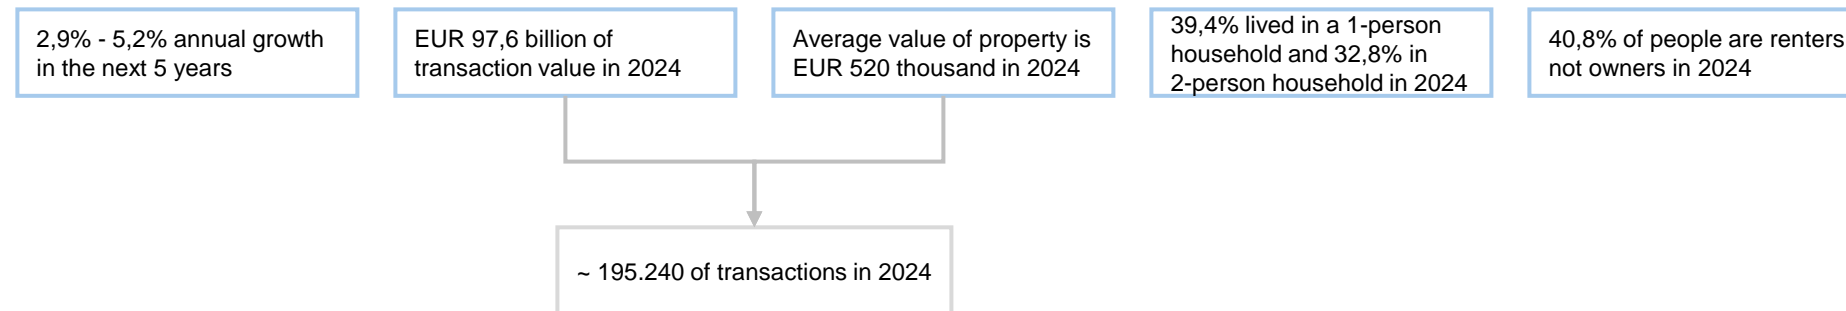 2,9% - 5,2% annual growth
in the next 5 years
EUR 97,6 billion of
transaction value in 2024
Average value of property is
EUR 520 thousand in 2024
39,4% lived in a 1-person
household and 32,8% in
2-person household in 2024
40,8% of people are renters
not owners in 2024
~ 195.240 of transactions in 2024